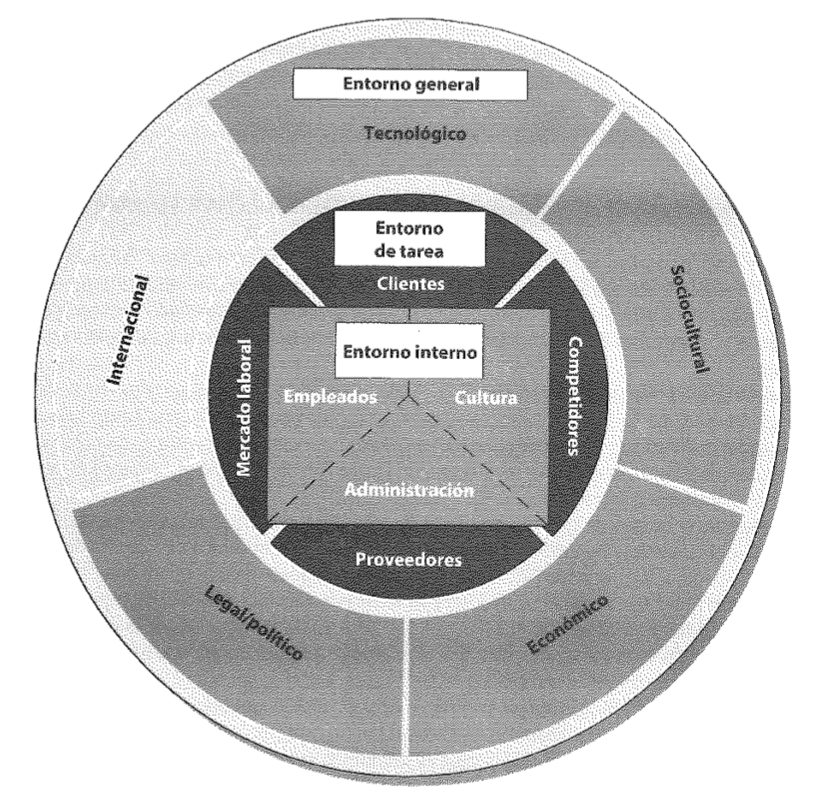 Entorno general
Tecnológico
Entorno
de tarea
Clientes
Sociocultural
Internacional
Entorno interno
Mercado laboral
Empleados
Cultura
Competidores
Administración
Proveedores
Legal/político
Económico